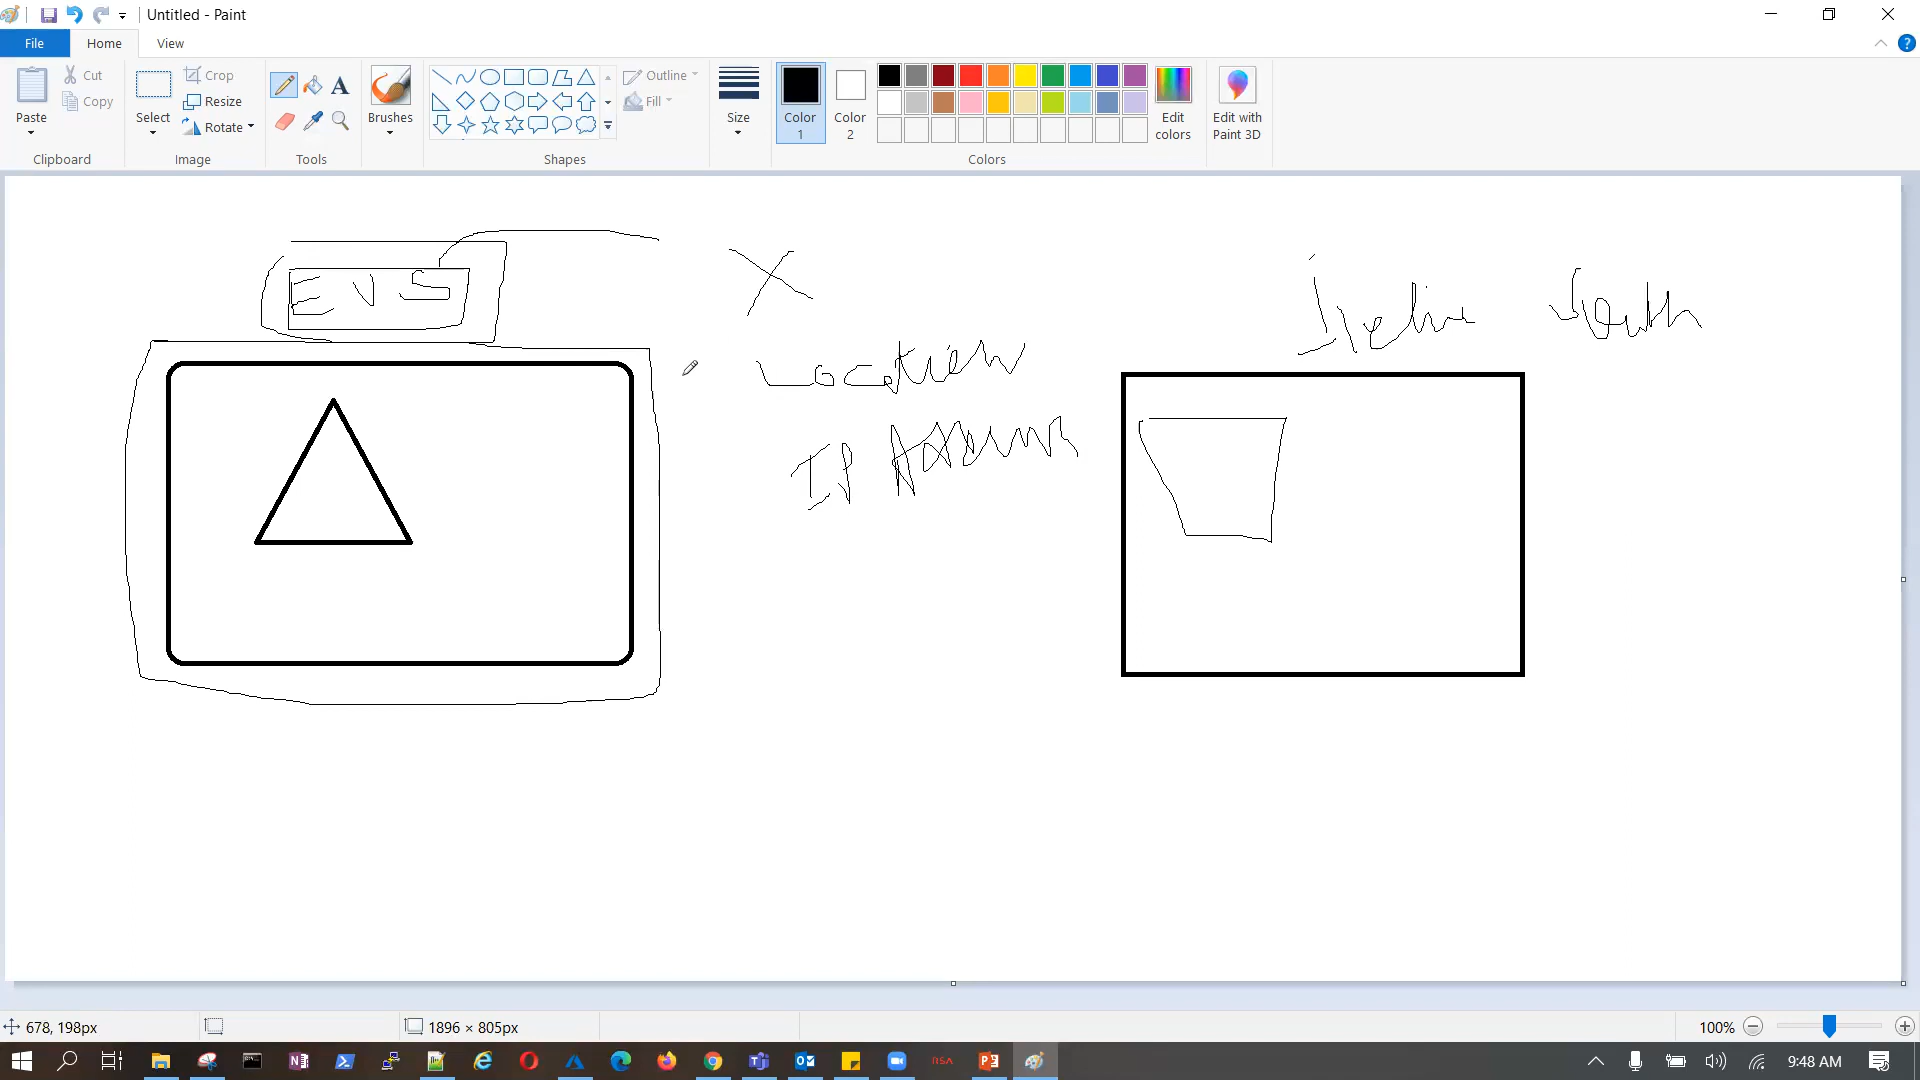 Untitled - Paint
File Home View
Cut
Copy
Paste
Clipboard
Select
Crop
Resize
Rotate
Image
Tools
Brushes
Outline
Fill
Shapes
Size
Color 1
Color 2
Edit colors
Edit with Paint 3D
Colors
EVS X
Location
IP
678, 198px
1896 × 805px
100%
RSA
9:48 AM